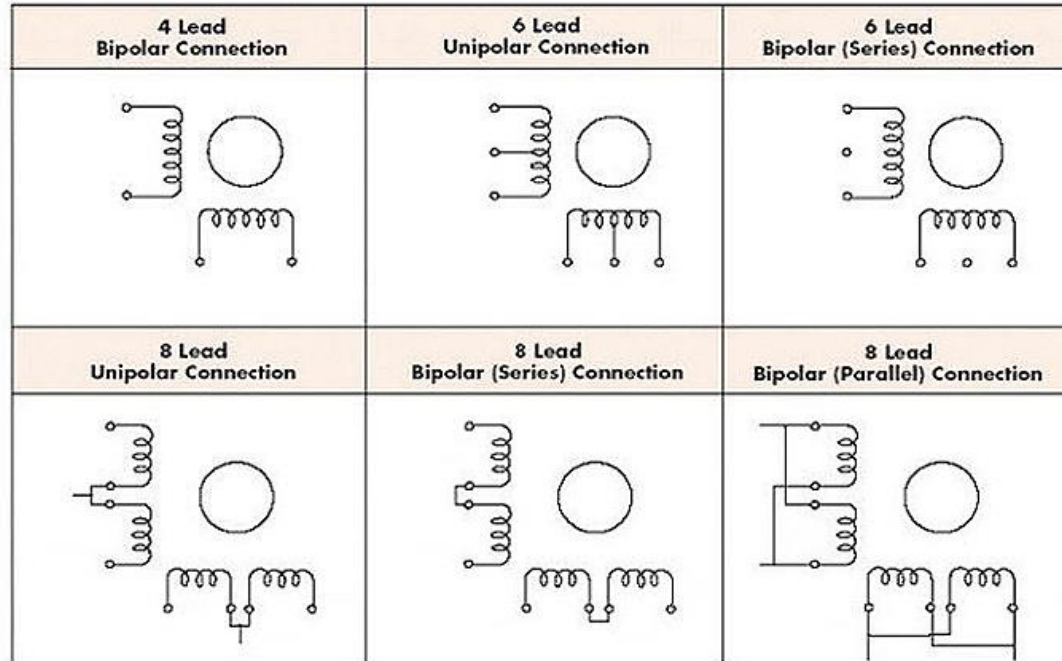 4 Lead
Bipolar Connection
6 Lead
Unipolar Connection
6 Lead
Bipolar (Series) Connection
8 Lead
Unipolar Connection
8 Lead
Bipolar (Series) Connection
8 Lead
Bipolar (Parallel) Connection